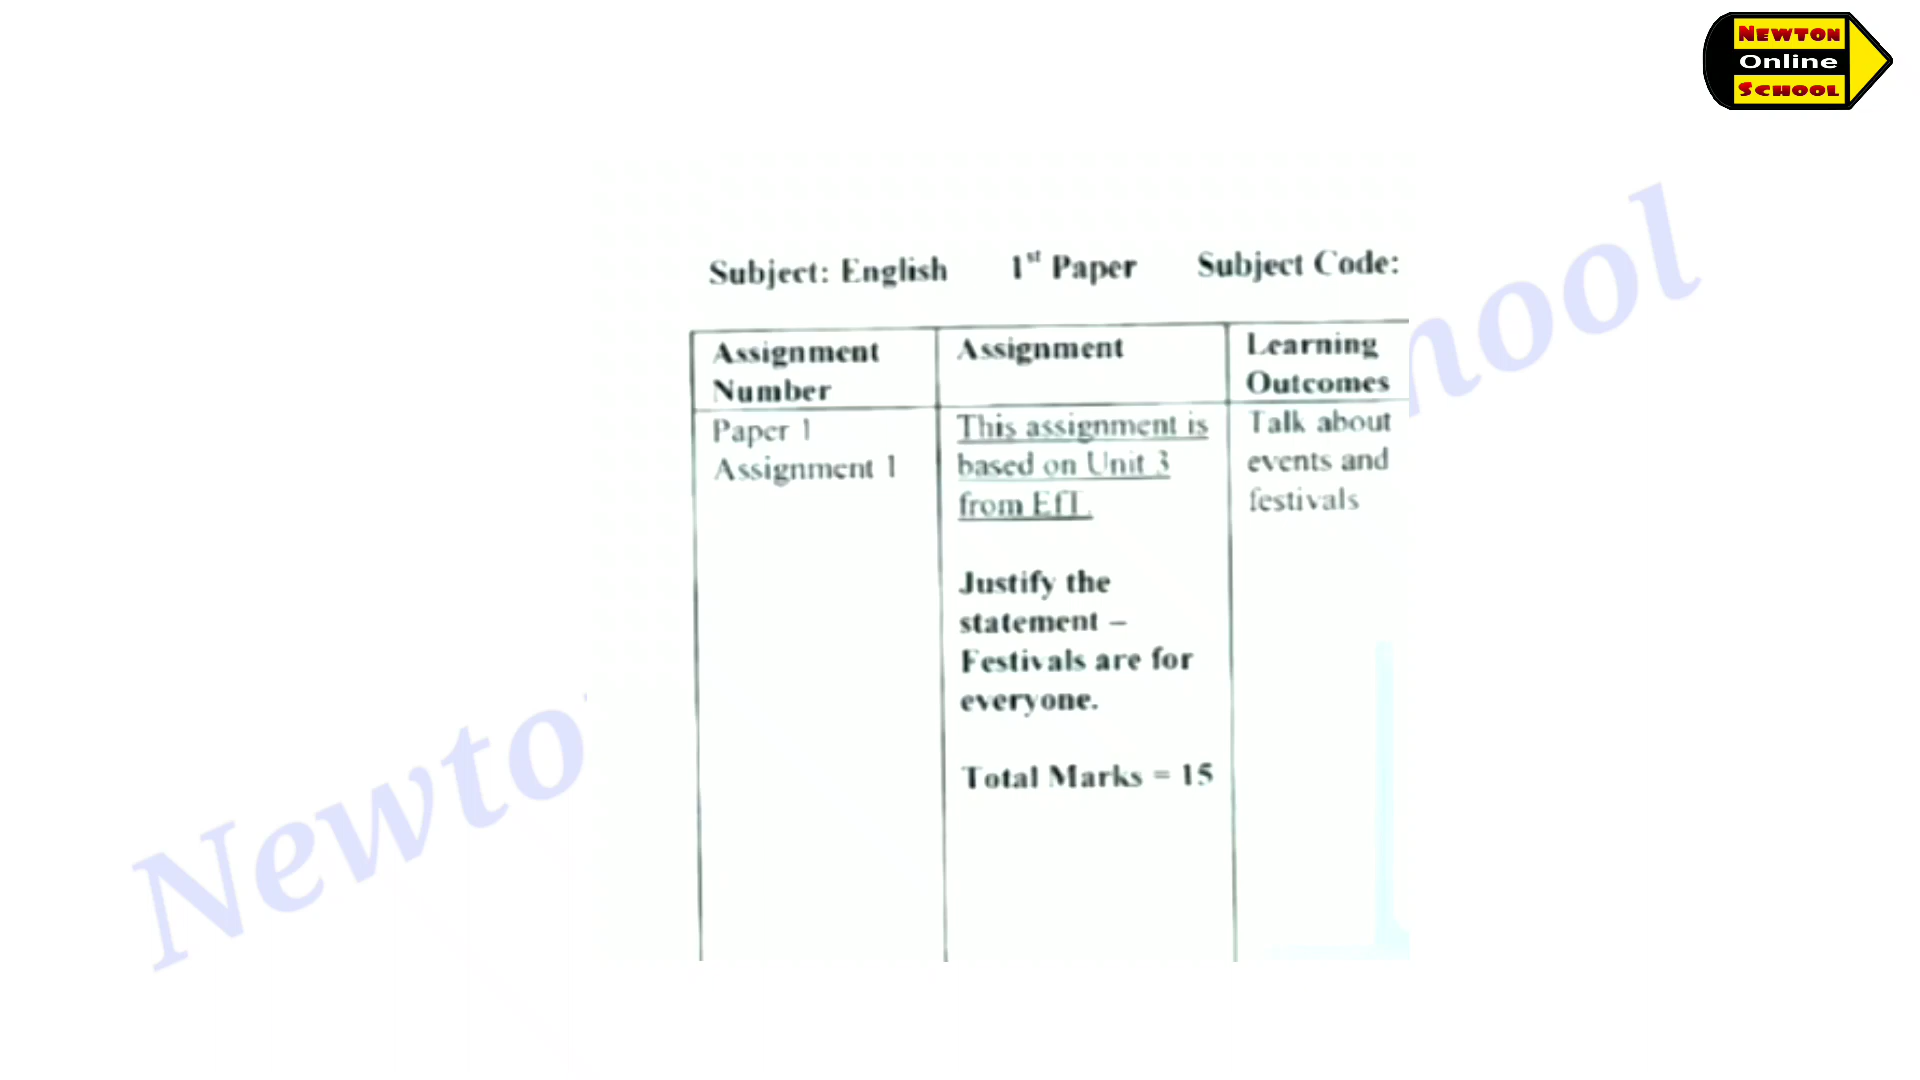 NEWTON
Online
SCHOOL
Subject: English 1st Paper Subject Code:
Assignment
Number
Assignment
Learning
Outcomes
Paper 1
Assignment 1
This assignment is
based on Unit 3
from EfT.
Justify the
statement –
Festivals are for
everyone.
Total Marks = 15
Talk about
events and
festivals
Newto
hool